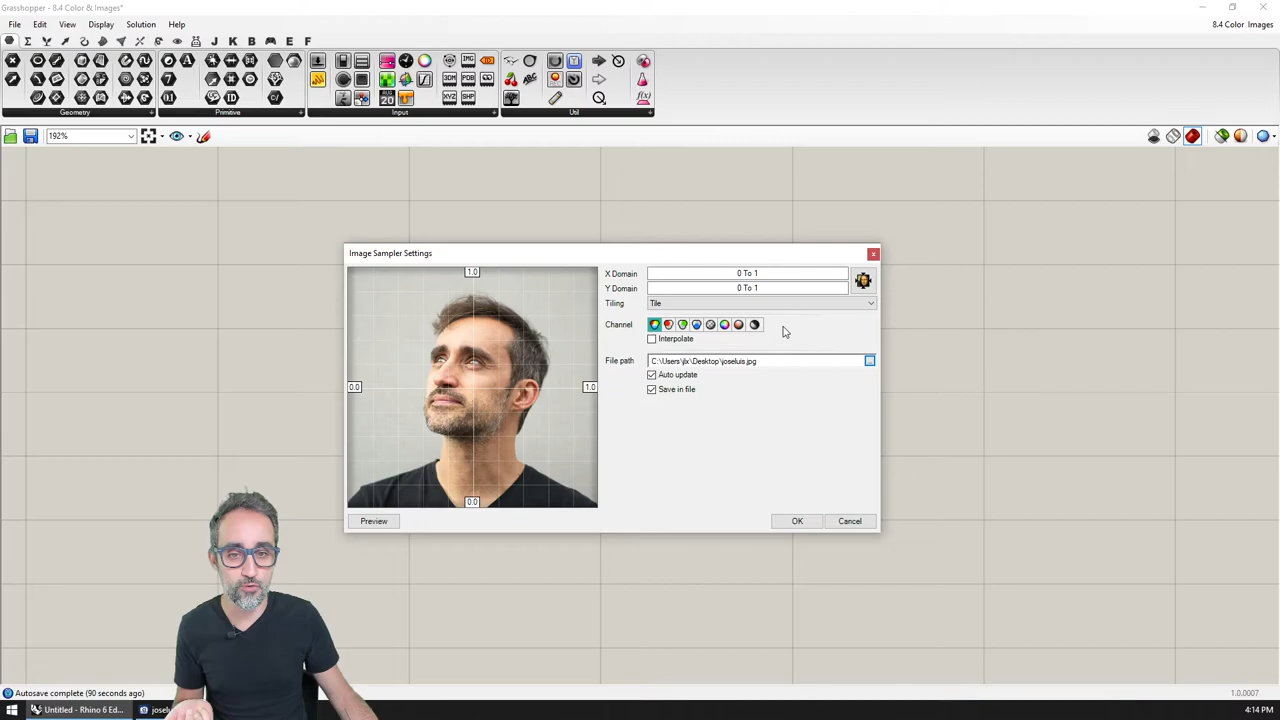 Grasshopper - 8.4 Color & Images*
File Edit View Display Solution Help
8.4 Color Images
J K B E F
Geometry
Primitive
Input
Util
192%
Image Sampler Settings
X Domain 0 To 1
Y Domain 0 To 1
Tiling Tile
Channel
Interpolate
File path C:\Users\jlx\Desktop\joseluis.jpg
Auto update
Save in file
1.0
0.0
1.0
0.0
Preview
OK
Cancel
Autosave complete (90 seconds ago)
1.0.0007
Untitled - Rhino 6 Ed...
4:14 PM